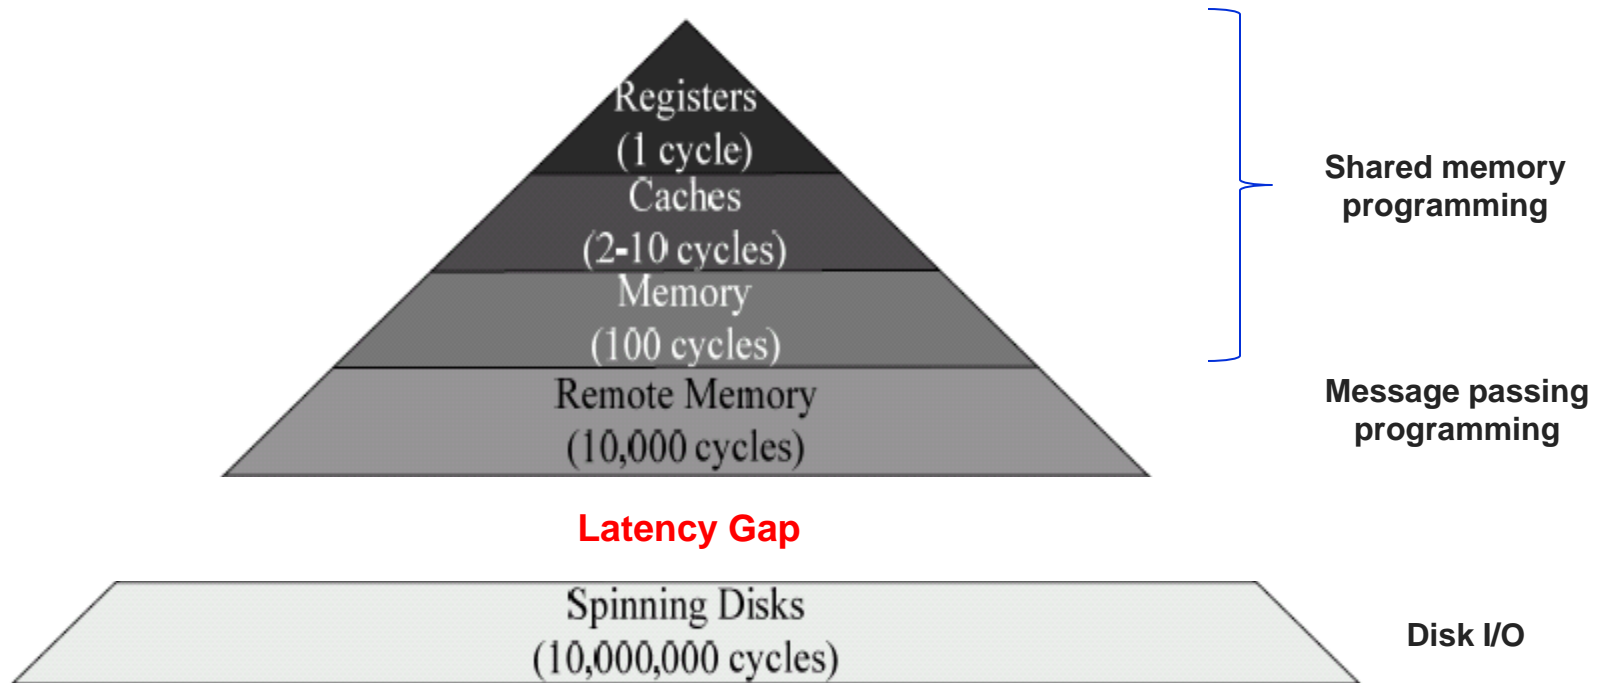 Registers
(1 cycle)
Caches
(2-10 cycles)
Memory
(100 cycles)
Remote Memory
(10,000 cycles)
Latency Gap
Spinning Disks
(10,000,000 cycles)
Shared memory
programming
Message passing
programming
Disk I/O